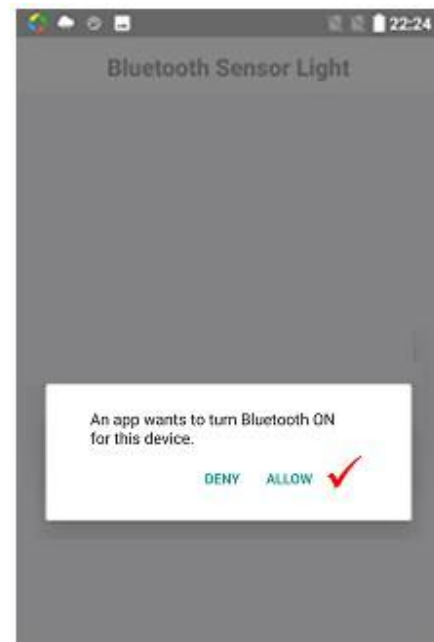 22:24
Bluetooth Sensor Light
An app wants to turn Bluetooth ON
for this device.
DENY ALLOW